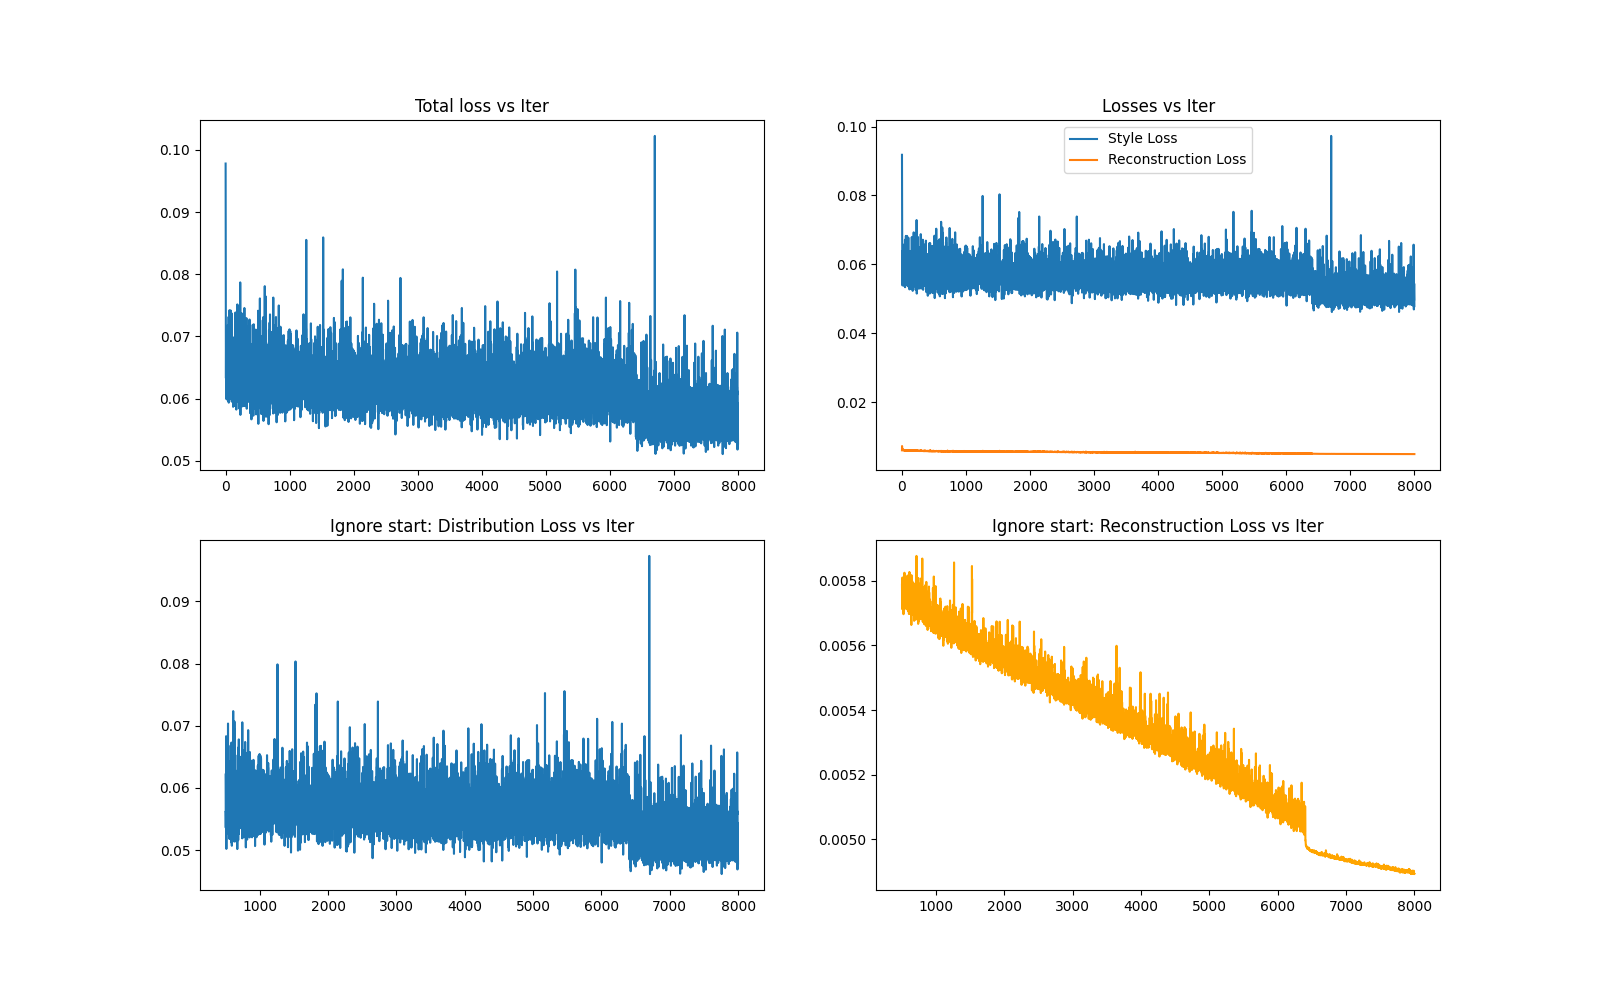 Total loss vs Iter
0.10
0.09
0.08
0.07
0.06
0.05
0 1000 2000 3000 4000 5000 6000 7000 8000
Losses vs Iter
Style Loss
Reconstruction Loss
0.10
0.08
0.06
0.04
0.02
0 1000 2000 3000 4000 5000 6000 7000 8000
Ignore start: Distribution Loss vs Iter
0.09
0.08
0.07
0.06
0.05
1000 2000 3000 4000 5000 6000 7000 8000
Ignore start: Reconstruction Loss vs Iter
0.0058
0.0056
0.0054
0.0052
0.0050
1000 2000 3000 4000 5000 6000 7000 8000